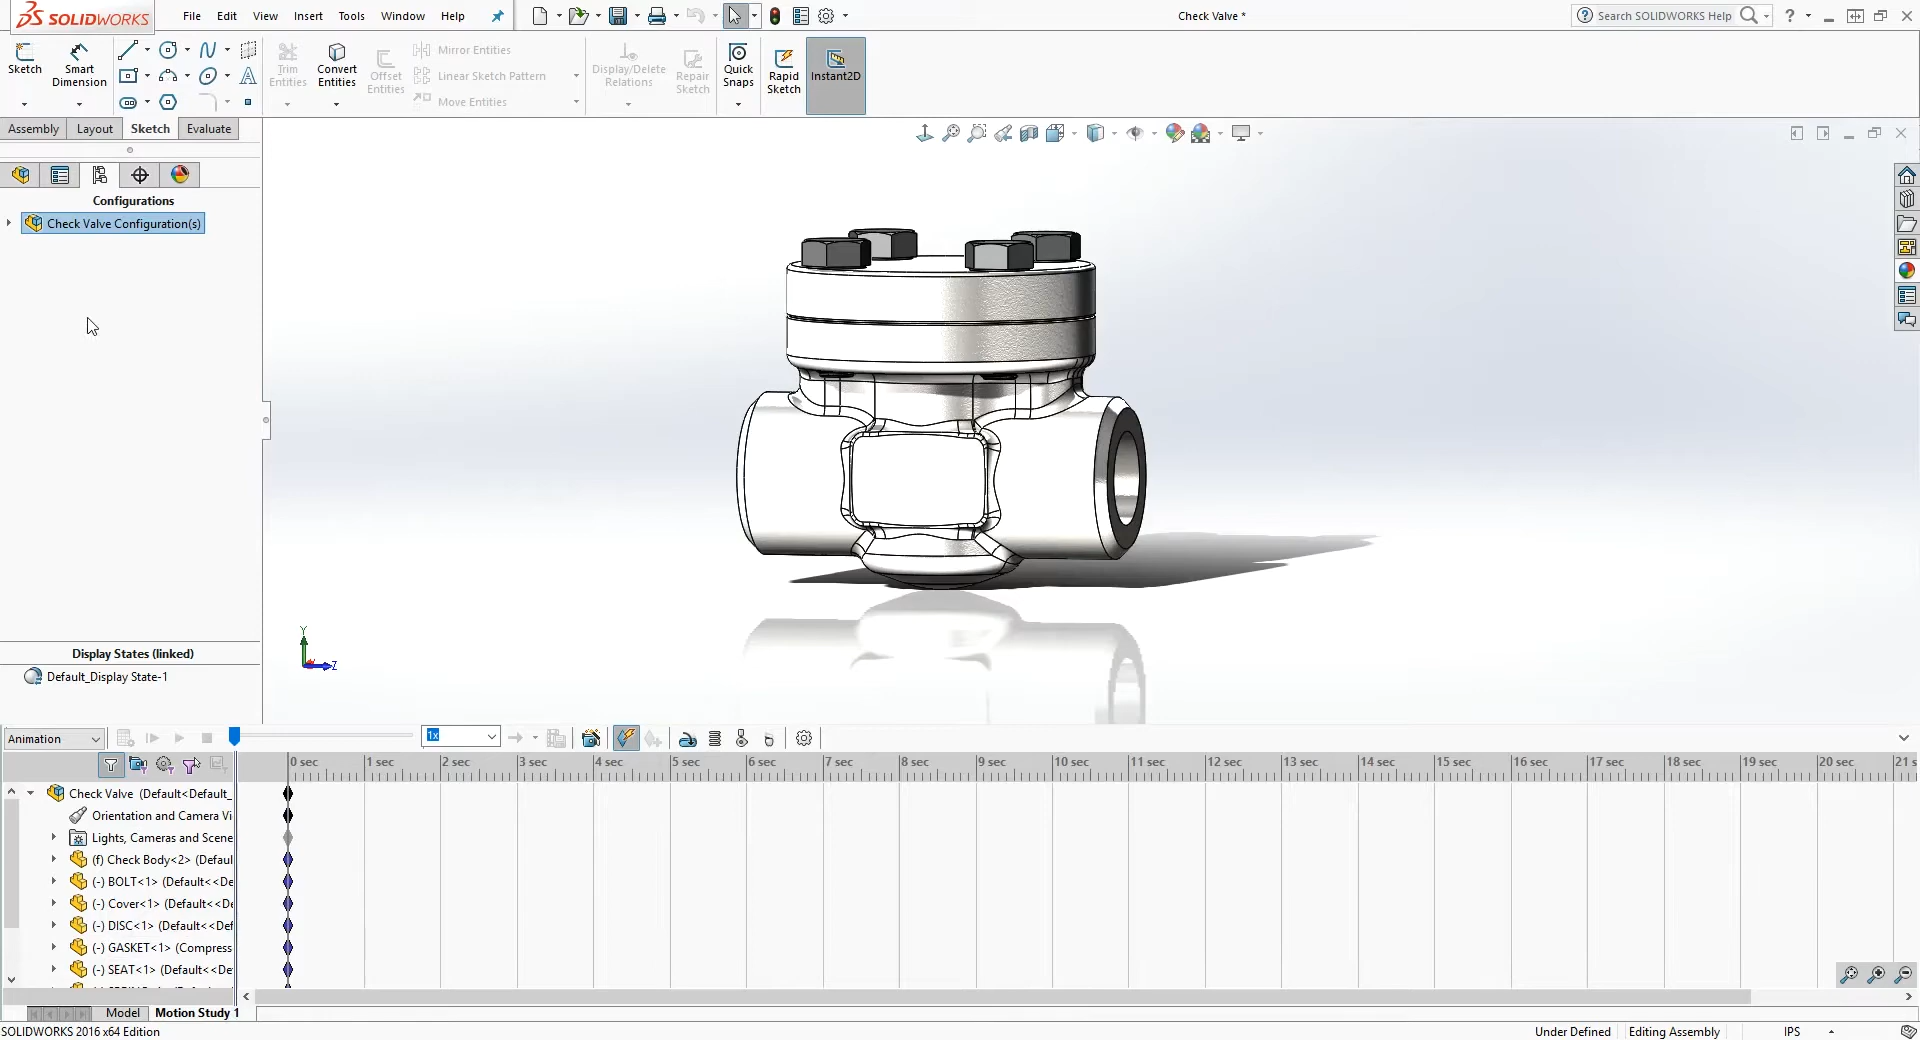 SOLIDWORKS File Edit View Insert Tools Window Help Check Valve * Search SOLIDWORKS Help ?
Sketch Smart Dimension Trim Entities Convert Entities Offset Entities Mirror Entities Linear Sketch Pattern Move Entities Display/Delete Relations Repair Sketch Quick Snaps Rapid Sketch Instant2D
Assembly Layout Sketch Evaluate
Configurations
Check Valve Configuration(s)
Y
Z
Display States (linked)
Default_Display State-1
Animation 1x
0 sec 1 sec 2 sec 3 sec 4 sec 5 sec 6 sec 7 sec 8 sec 9 sec 10 sec 11 sec 12 sec 13 sec 14 sec 15 sec 16 sec 17 sec 18 sec 19 sec 20 sec 21 s
Check Valve (Default<Default_
Orientation and Camera Vi
Lights, Cameras and Scene
(f) Check Body<2> (Defaul
(-) BOLT<1> (Default<<De
(-) Cover<1> (Default<<De
(-) DISC<1> (Default<<Def
(-) GASKET<1> (Compress
(-) SEAT<1> (Default<<De
Model Motion Study 1
SOLIDWORKS 2016 x64 Edition Under Defined Editing Assembly IPS